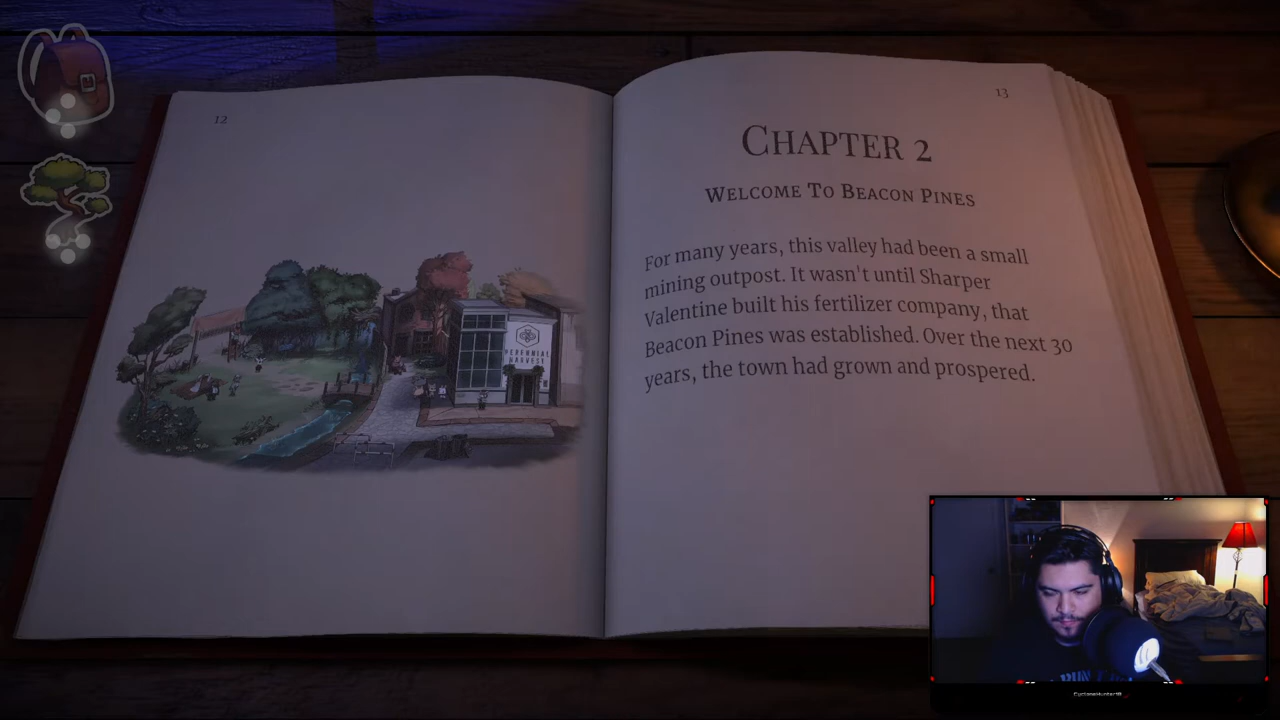 12
13
CHAPTER 2
WELCOME TO BEACON PINES
For many years, this valley had been a small
mining outpost. It wasn't until Sharper
Valentine built his fertilizer company, that
Beacon Pines was established. Over the next 30
years, the town had grown and prospered.
PERENNIAL
HARVEST
CycloneHunter18